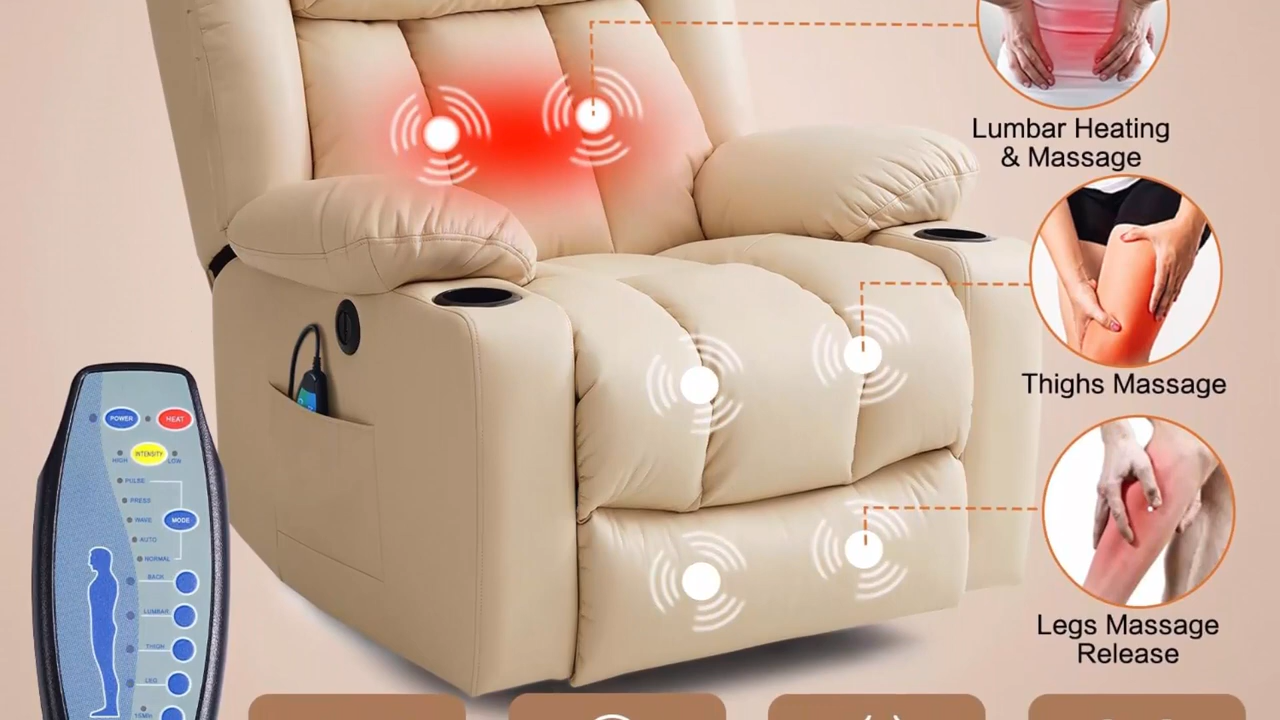 Lumbar Heating
& Massage
Thighs Massage
Legs Massage
Release
POWER
HEAT
INTENSITY
HIGH
LOW
PULSE
PRESS
WAVE
MODE
AUTO
NORMAL
BACK
LUMBAR
THIGH
LEG